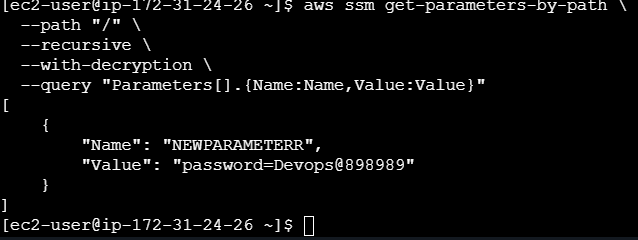 [ec2-user@ip-172-31-24-26 ~]$ aws ssm get-parameters-by-path \
  --path "/" \
  --recursive \
  --with-decryption \
  --query "Parameters[].{Name:Name,Value:Value}"
[
    {
        "Name": "NEWPARAMETERR",
        "Value": "password=Devops@898989"
    }
]
[ec2-user@ip-172-31-24-26 ~]$